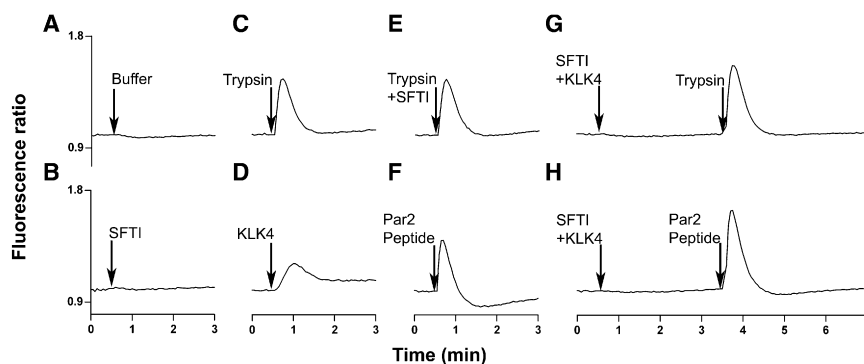 A
B
C
D
E
F
G
H
Fluorescence ratio
1.8
0.9
1.8
0.9
Buffer
SFTI
Trypsin
KLK4
Trypsin
+SFTI
Par2
Peptide
SFTI
+KLK4
Trypsin
SFTI
+KLK4
Par2
Peptide
0 1 2 3
0 1 2 3
0 1 2 3
0 1 2 3 4 5 6
Time (min)